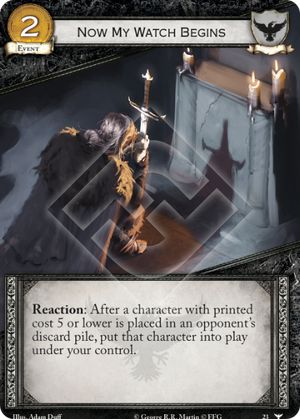 2
NOW MY WATCH BEGINS
EVENT
Reaction: After a character with printed
cost 5 or lower is placed in an opponent's
discard pile, put that character into play
under your control.
Illus. Adam Duff
© George R.R. Martin © FFG
21